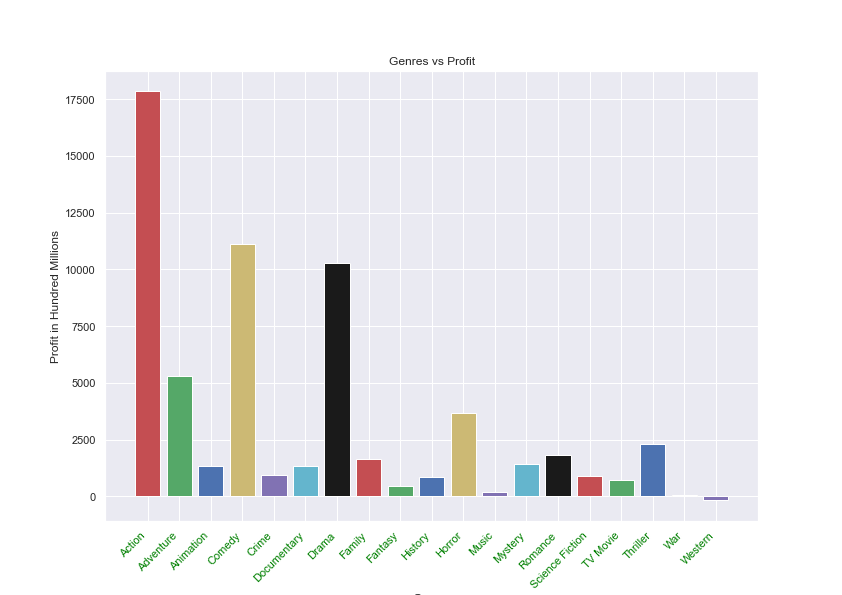 Genres vs Profit
Profit in Hundred Millions
17500
15000
12500
10000
7500
5000
2500
0
Action
Adventure
Animation
Comedy
Crime
Documentary
Drama
Family
Fantasy
History
Horror
Music
Mystery
Romance
Science Fiction
TV Movie
Thriller
War
Western